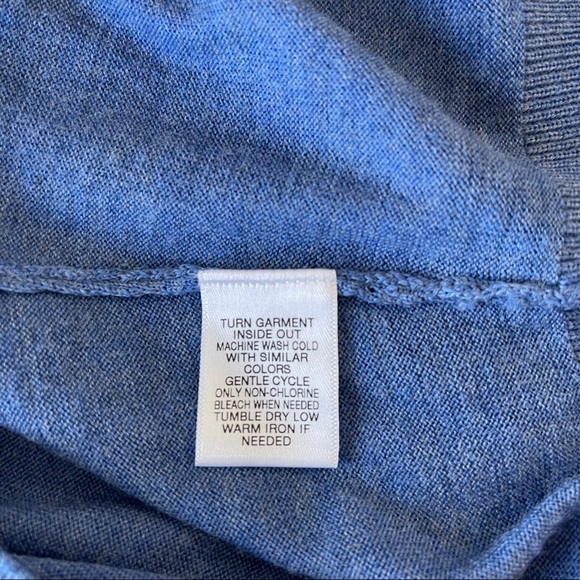 TURN GARMENT
INSIDE OUT
MACHINE WASH COLD
WITH SIMILAR
COLORS
GENTLE CYCLE
ONLY NON-CHLORINE
BLEACH WHEN NEEDED
TUMBLE DRY LOW
WARM IRON IF
NEEDED